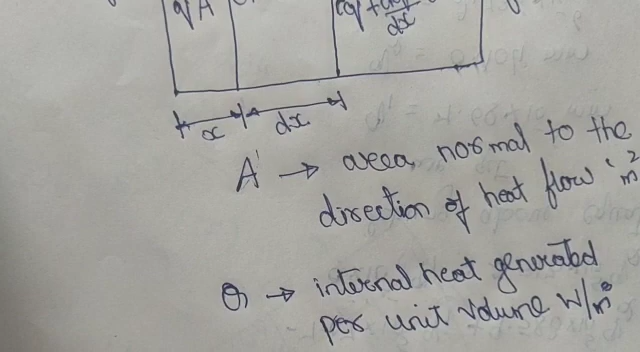 qA
dx
x
dx
A → area normal to the
direction of heat flow m²
Q → internal heat generated
per unit volume W/m³